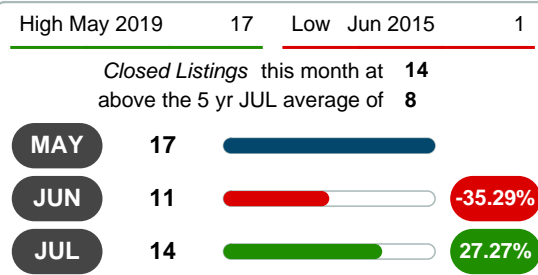 High May 2019 17 Low Jun 2015 1
Closed Listings this month at 14
above the 5 yr JUL average of 8
MAY 17
JUN 11 -35.29%
JUL 14 27.27%